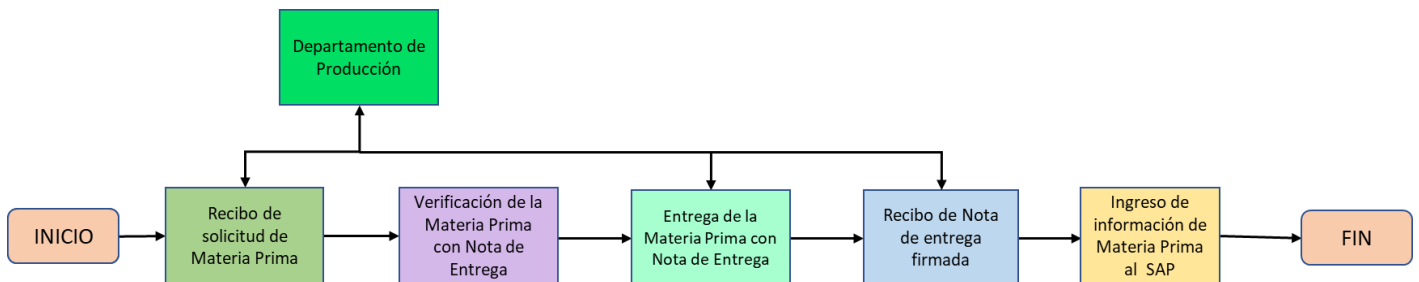 Departamento de
Producción
INICIO
Recibo de
solicitud de
Materia Prima
Verificación de la
Materia Prima
con Nota de
Entrega
Entrega de la
Materia Prima con
Nota de Entrega
Recibo de Nota
de entrega
firmada
Ingreso de
información de
Materia Prima
al SAP
FIN